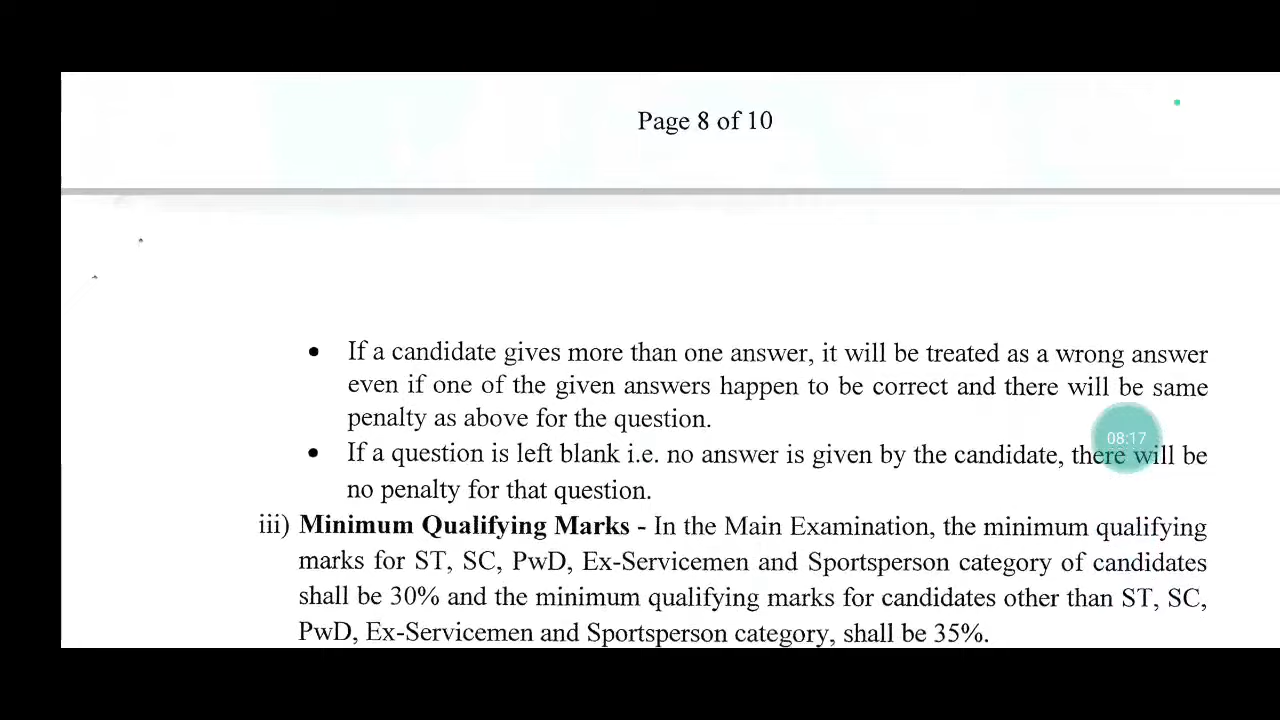 Page 8 of 10
• If a candidate gives more than one answer, it will be treated as a wrong answer
even if one of the given answers happen to be correct and there will be same
penalty as above for the question.
08:17
• If a question is left blank i.e. no answer is given by the candidate, there will be
no penalty for that question.
iii) Minimum Qualifying Marks - In the Main Examination, the minimum qualifying
marks for ST, SC, PwD, Ex-Servicemen and Sportsperson category of candidates
shall be 30% and the minimum qualifying marks for candidates other than ST, SC,
PwD, Ex-Servicemen and Sportsperson category, shall be 35%.